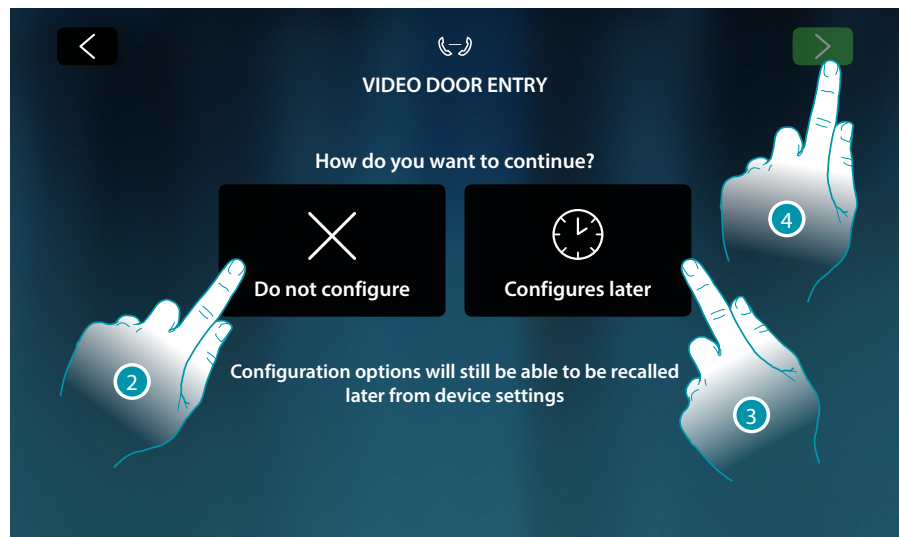 VIDEO DOOR ENTRY
How do you want to continue?
Do not configure
Configures later
Configuration options will still be able to be recalled
later from device settings
2
3
4